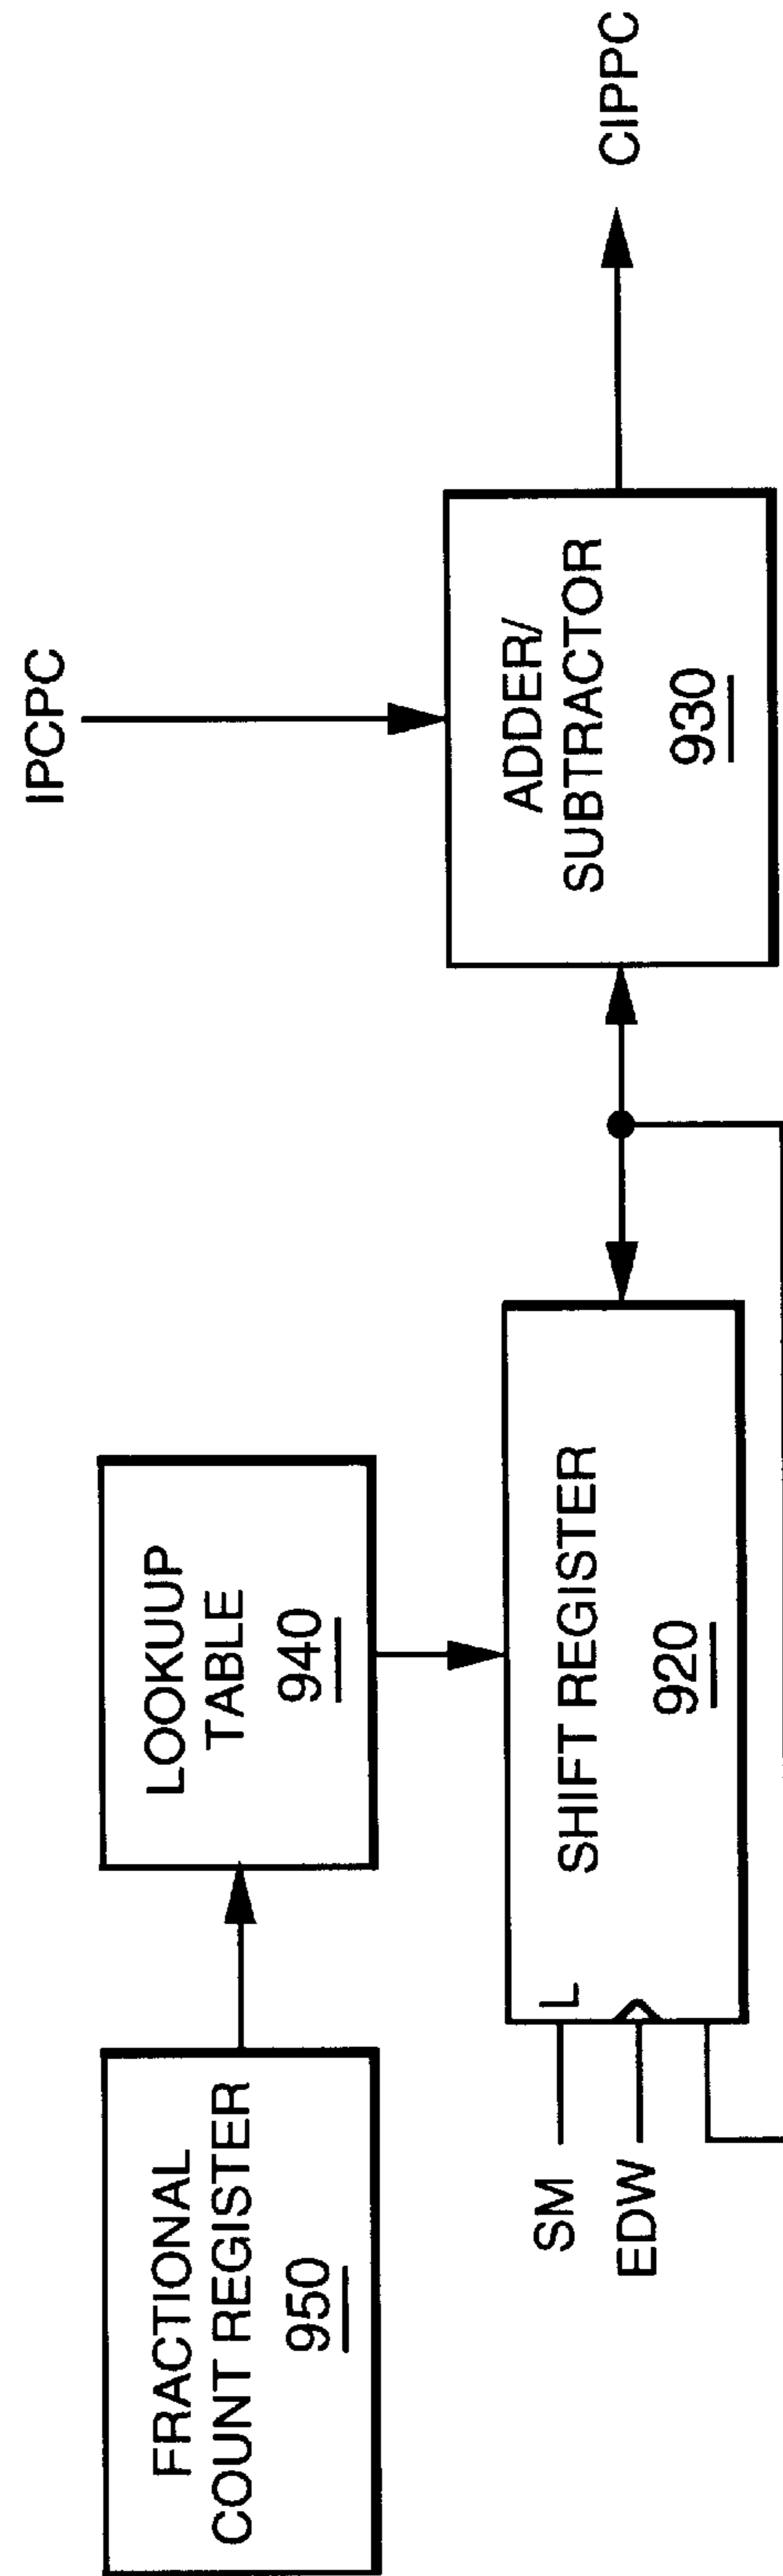 FRACTIONAL
COUNT REGISTER
950
LOOKUUP
TABLE
940
SM
EDW
L
SHIFT REGISTER
920
IPCPC
ADDER/
SUBTRACTOR
930
CIPPC